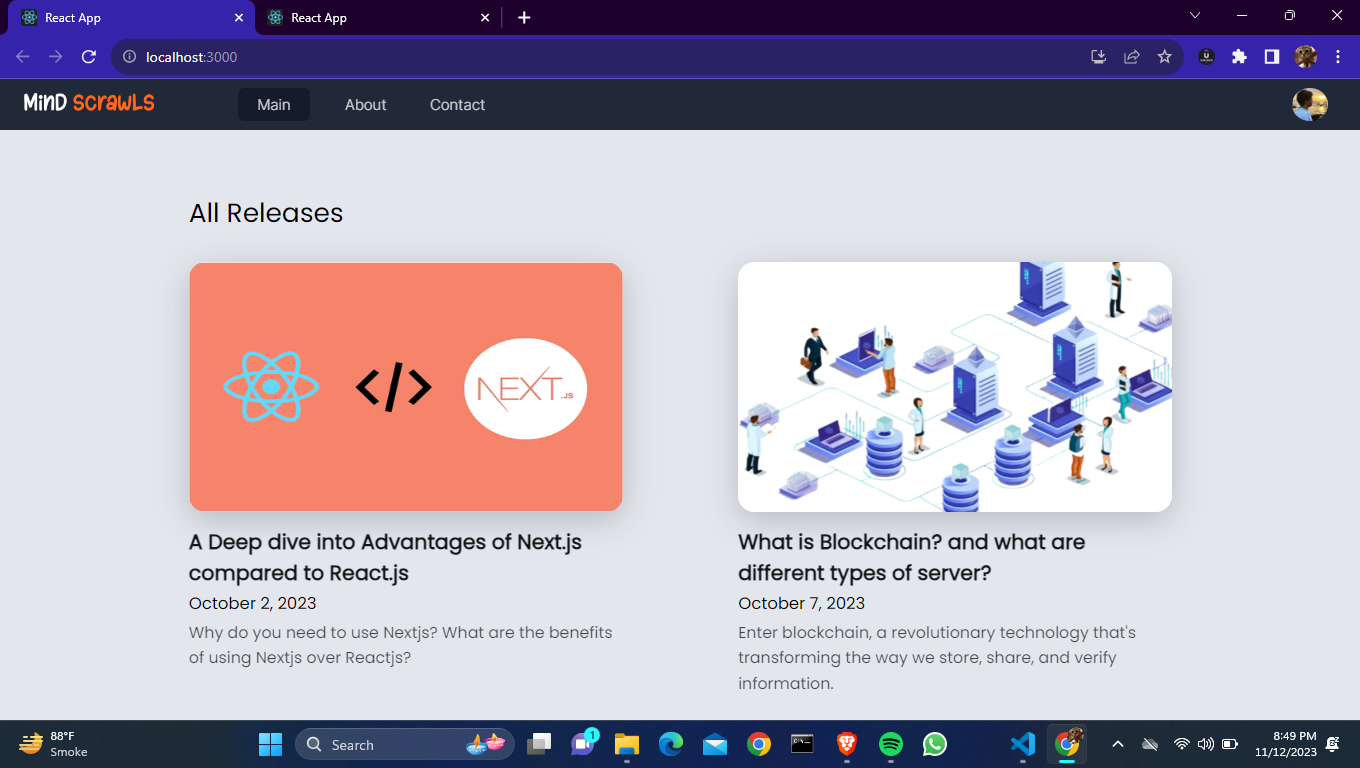 React App
React App
localhost:3000
MinD ScrawLS
Main
About
Contact
All Releases
NEXT.JS
A Deep dive into Advantages of Next.js
compared to React.js
October 2, 2023
Why do you need to use Nextjs? What are the benefits
of using Nextjs over Reactjs?
What is Blockchain? and what are
different types of server?
October 7, 2023
Enter blockchain, a revolutionary technology that's
transforming the way we store, share, and verify
information.
88°F
Smoke
Search
1
8:49 PM
11/12/2023